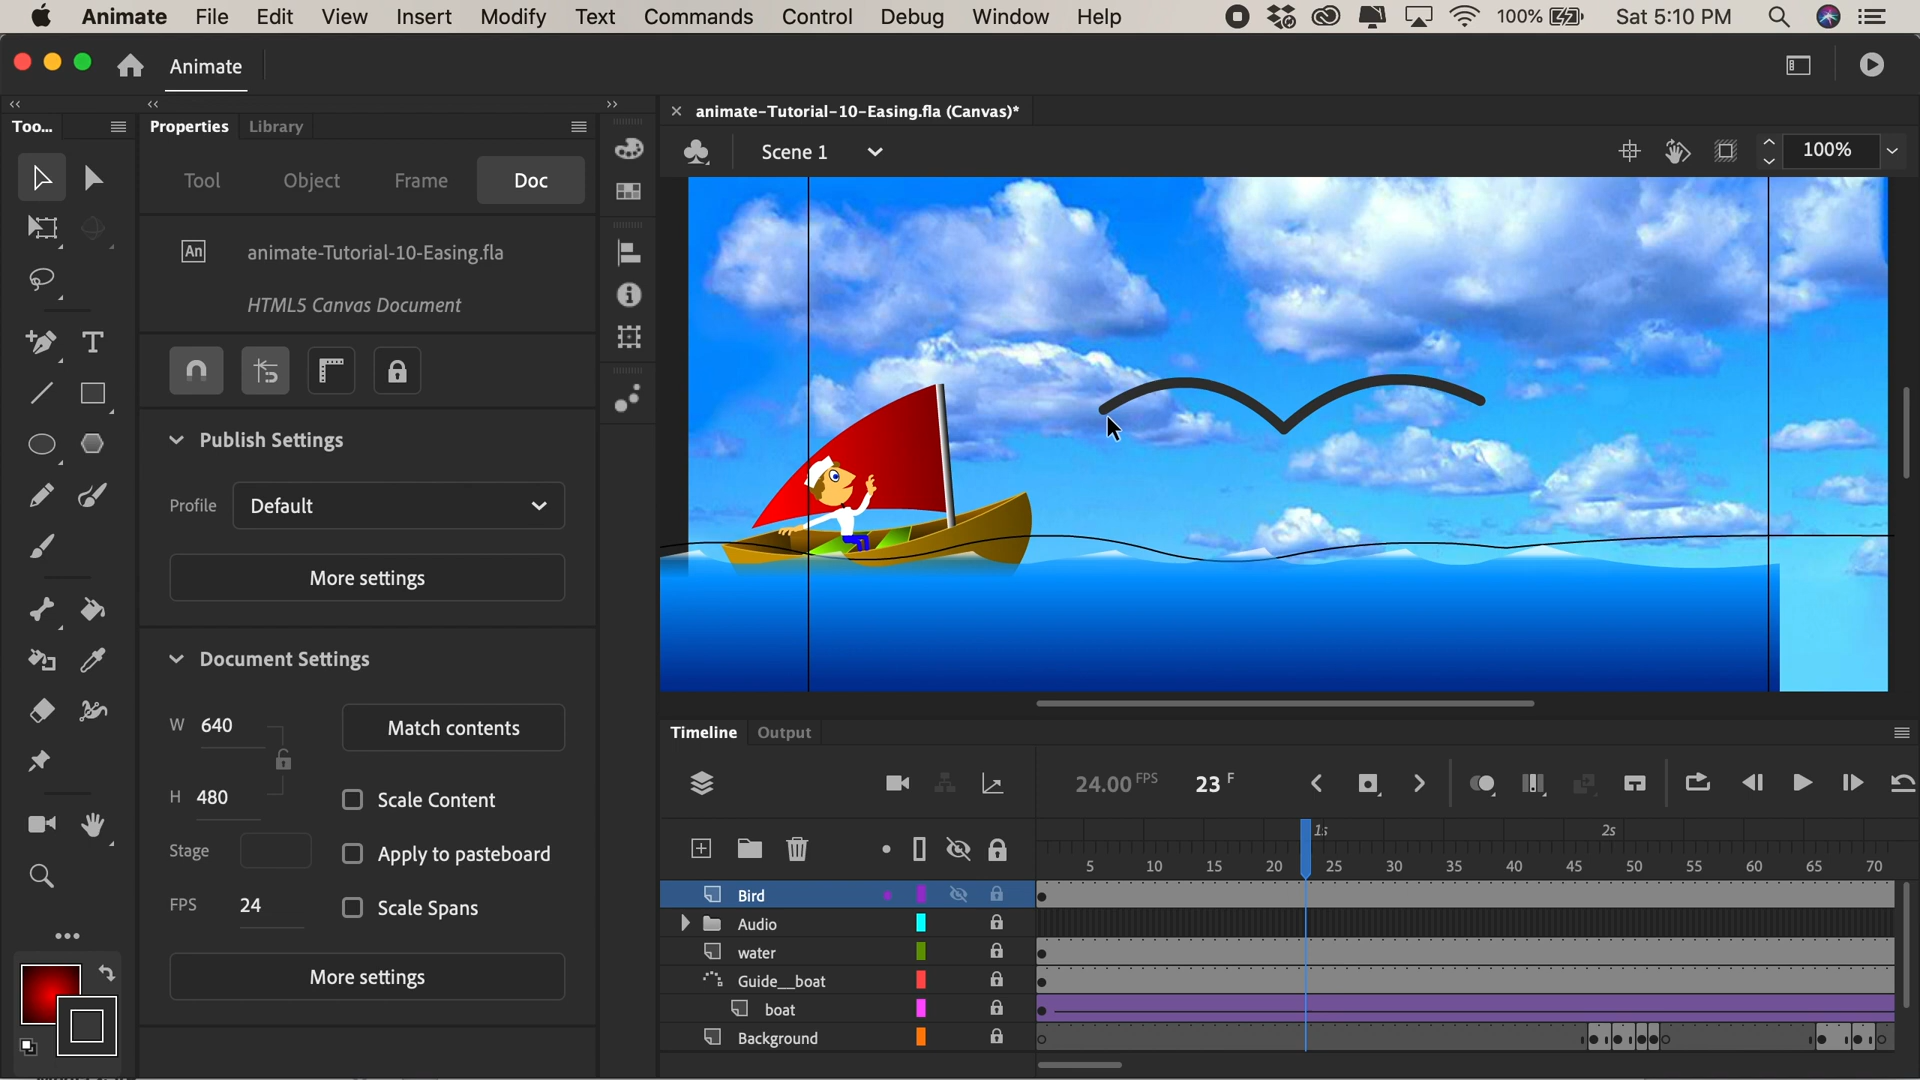 Animate File Edit View Insert Modify Text Commands Control Debug Window Help 100% Sat 5:10 PM
Animate
Too... Properties Library
animate-Tutorial-10-Easing.fla (Canvas)*
Scene 1 100%
Tool Object Frame Doc
An animate-Tutorial-10-Easing.fla
HTML5 Canvas Document
Publish Settings
Profile Default
More settings
Document Settings
W 640 Match contents
H 480 Scale Content
Stage Apply to pasteboard
FPS 24 Scale Spans
More settings
Timeline Output
24.00 FPS 23 F
1s 2s
5 10 15 20 25 30 35 40 45 50 55 60 65 70
Bird
Audio
water
Guide__boat
boat
Background